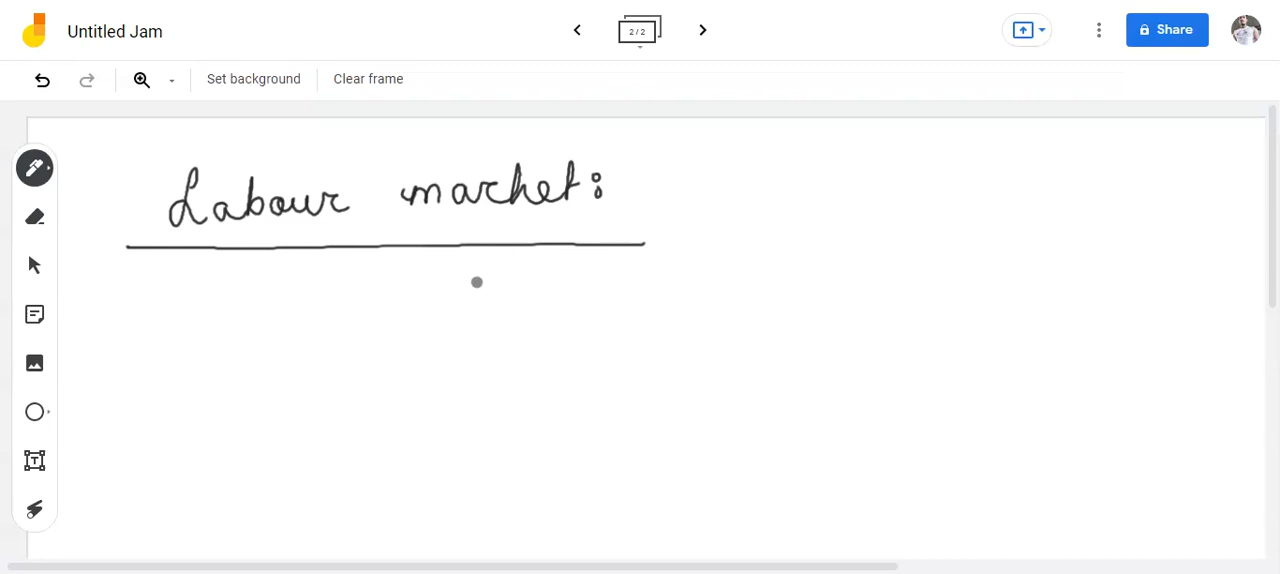 Untitled Jam
2 / 2
Share
Set background
Clear frame
Labour market: